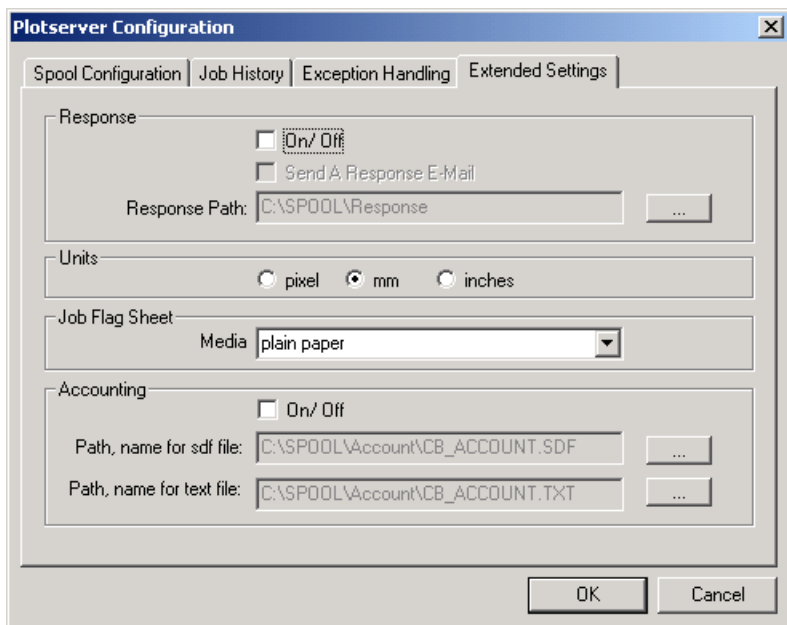 Plotserver Configuration
Spool Configuration Job History Exception Handling Extended Settings
Response
On/ Off
Send A Response E-Mail
Response Path: C:\SPOOL\Response ...
Units
pixel mm inches
Job Flag Sheet
Media plain paper
Accounting
On/ Off
Path, name for sdf file: C:\SPOOL\Account\CB_ACCOUNT.SDF ...
Path, name for text file: C:\SPOOL\Account\CB_ACCOUNT.TXT ...
OK Cancel